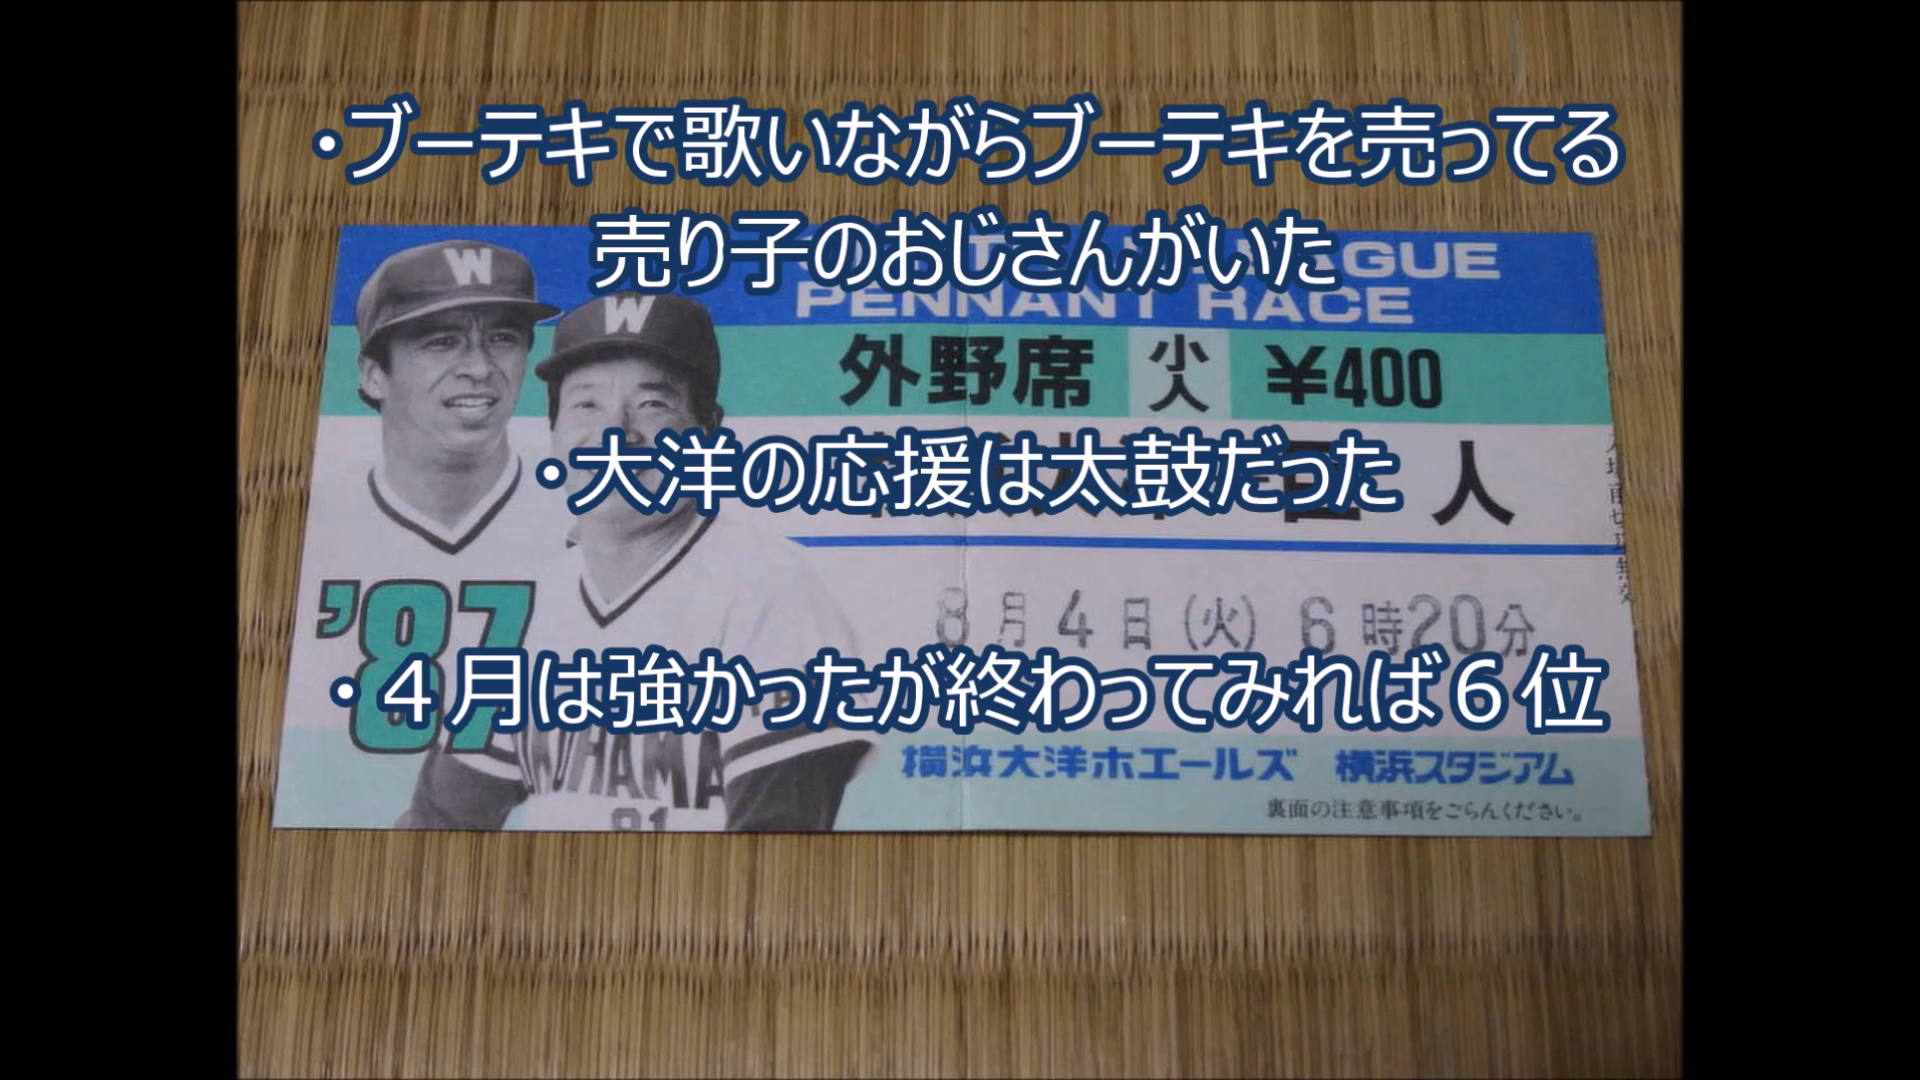 ・ブーテキで歌いながらブーテキを売ってる
売り子のおじさんがいた
W
W
PENNANT RACE
外野席 小人 ¥400
・大洋の応援は太鼓だった
人
'87
8月4日(火) 6時20分
・４月は強かったが終わってみれば６位
横浜大洋ホエールズ 横浜スタジアム
裏面の注意事項をごらんください。
81